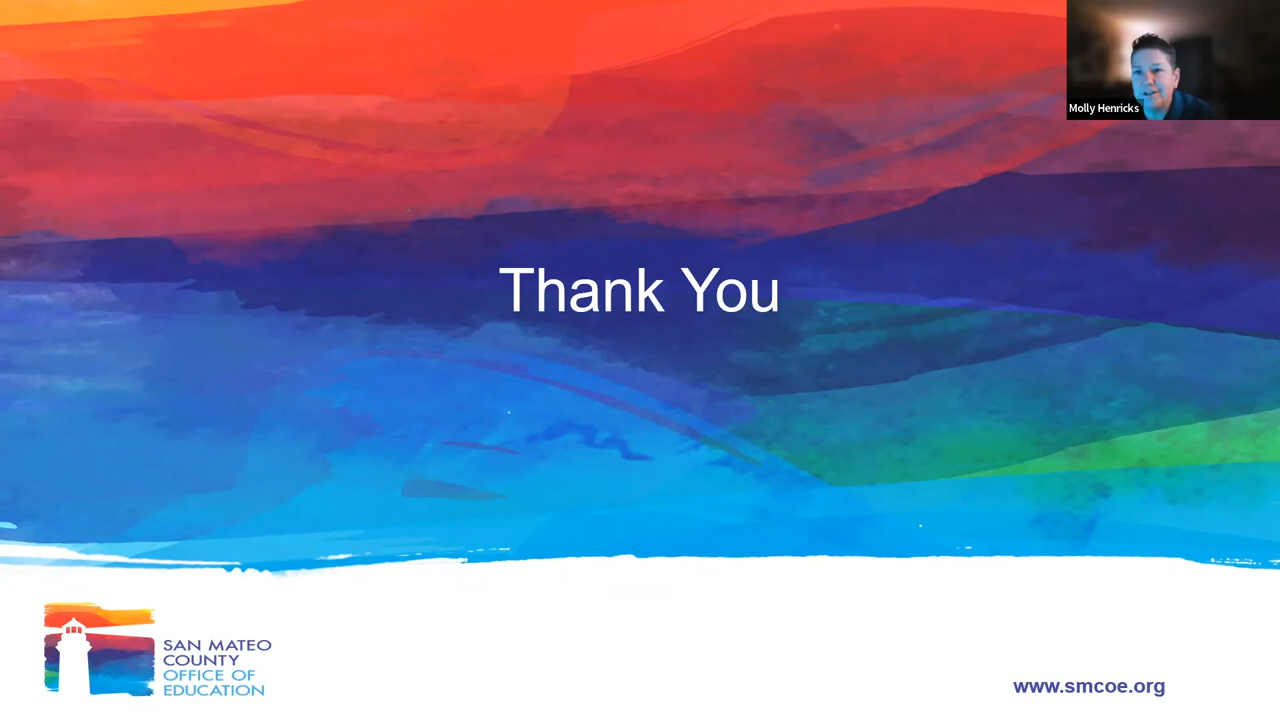 Molly Henricks
Thank You
SAN MATEO
COUNTY
OFFICE OF
EDUCATION
www.smcoe.org